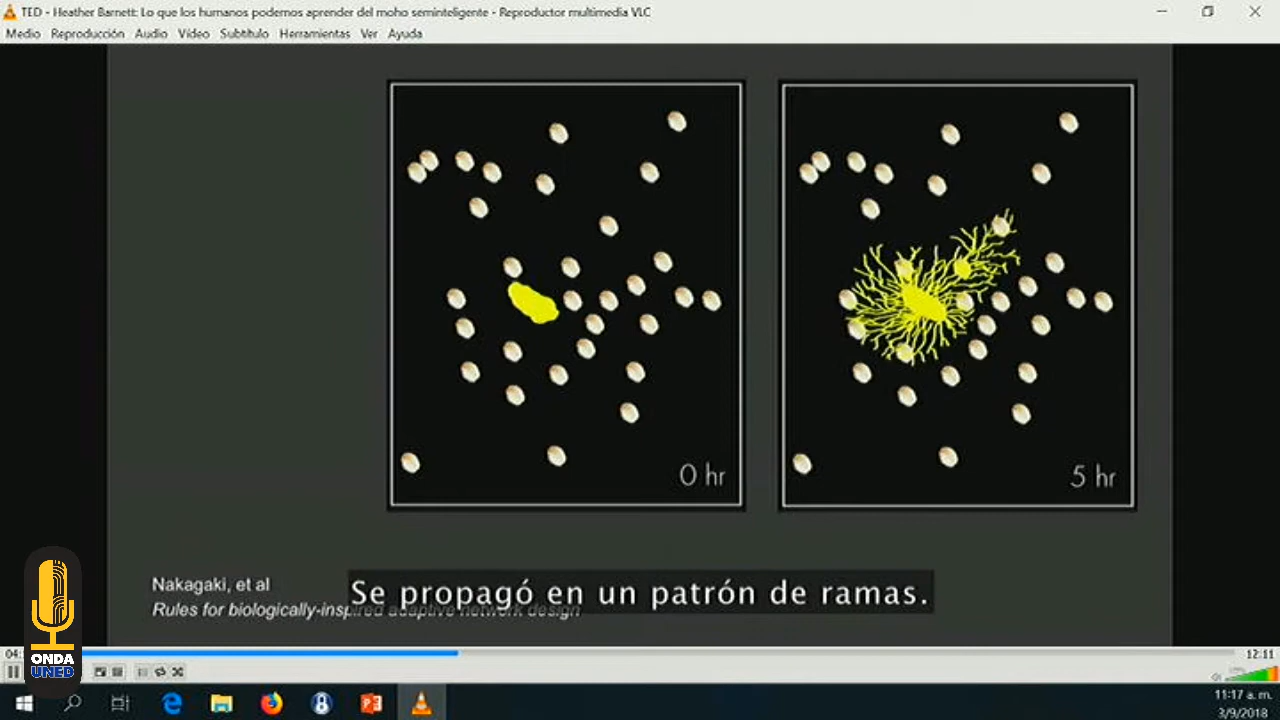 TED - Heather Barnett: Lo que los humanos podemos aprender del moho seminteligente - Reproductor multimedia VLC
Medio Reproducción Audio Vídeo Subtítulo Herramientas Ver Ayuda
0 hr
5 hr
Nakagaki, et al
Se propagó en un patrón de ramas.
Rules for biologically-inspired adaptive network design
04:
12:11
ONDA
UNED
11:17 a. m.
3/9/2018